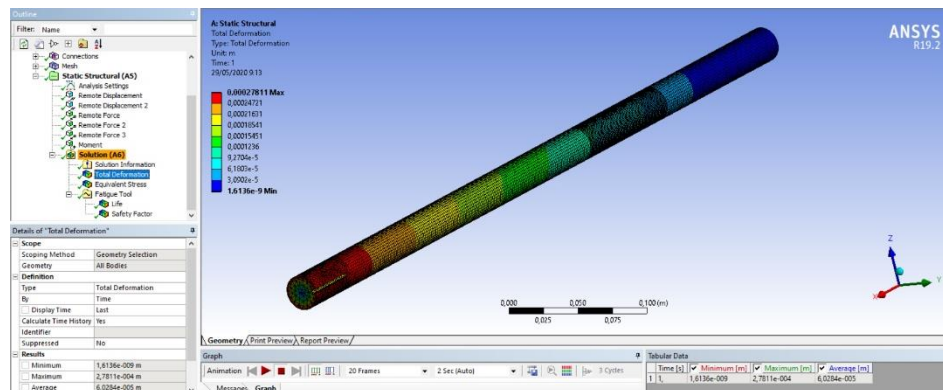 Outline
Filter: Name
Connections
Mesh
Static Structural (A5)
Analysis Settings
Remote Displacement
Remote Displacement 2
Remote Force
Remote Force 2
Remote Force 3
Moment
Solution (A6)
Solution Information
Total Deformation
Equivalent Stress
Fatigue Tool
Life
Safety Factor
Details of "Total Deformation"
Scope
Scoping Method Geometry Selection
Geometry All Bodies
Definition
Type Total Deformation
By Time
Display Time Last
Calculate Time History Yes
Identifier
Suppressed No
Results
Minimum 1,6136e-009 m
Maximum 2,7811e-004 m
Average 6,0284e-005 m
A: Static Structural
Total Deformation
Type: Total Deformation
Unit: m
Time: 1
29/05/2020 9:13
0,00027811 Max
0,00024721
0,00021631
0,00018541
0,00015451
0,0001236
9,2704e-5
6,1803e-5
3,0902e-5
1,6136e-9 Min
ANSYS
R19.2
Z
Y
X
0,000 0,050 0,100 (m)
0,025 0,075
Geometry Print Preview Report Preview
Graph
Animation 20 Frames 2 Sec (Auto) 3 Cycles
Messages Graph
Tabular Data
Time [s] Minimum [m] Maximum [m] Average [m]
1 1, 1,6136e-009 2,7811e-004 6,0284e-005